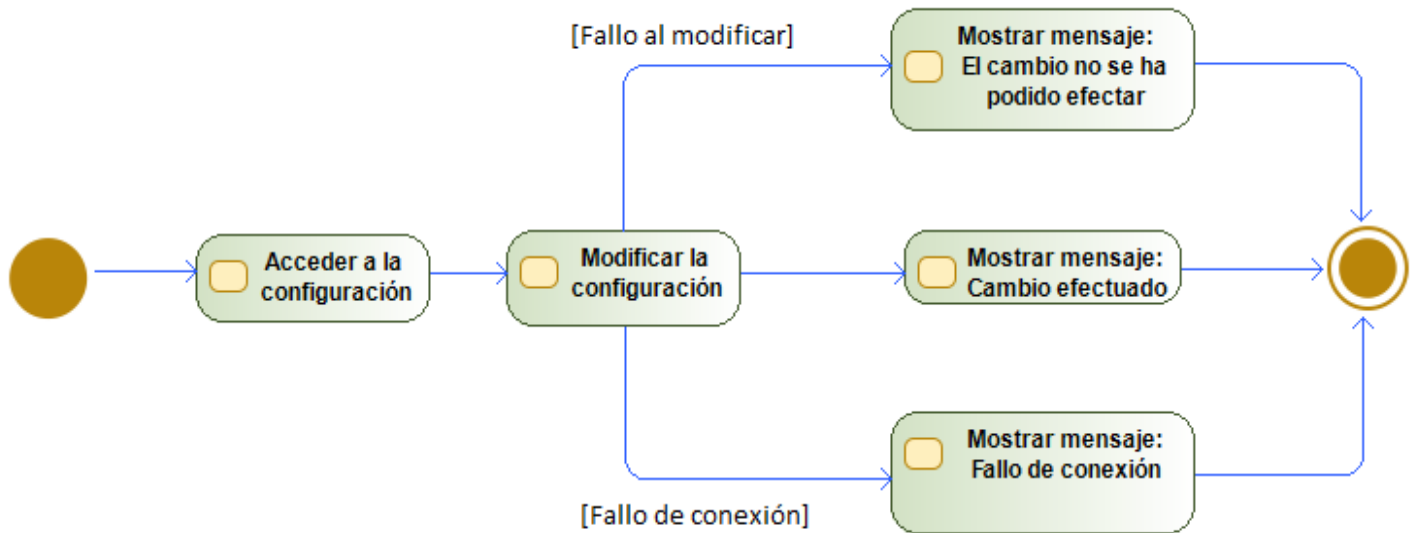 [Fallo al modificar]
Mostrar mensaje:
El cambio no se ha
podido efectar
Acceder a la
configuración
Modificar la
configuración
Mostrar mensaje:
Cambio efectuado
Mostrar mensaje:
Fallo de conexión
[Fallo de conexión]